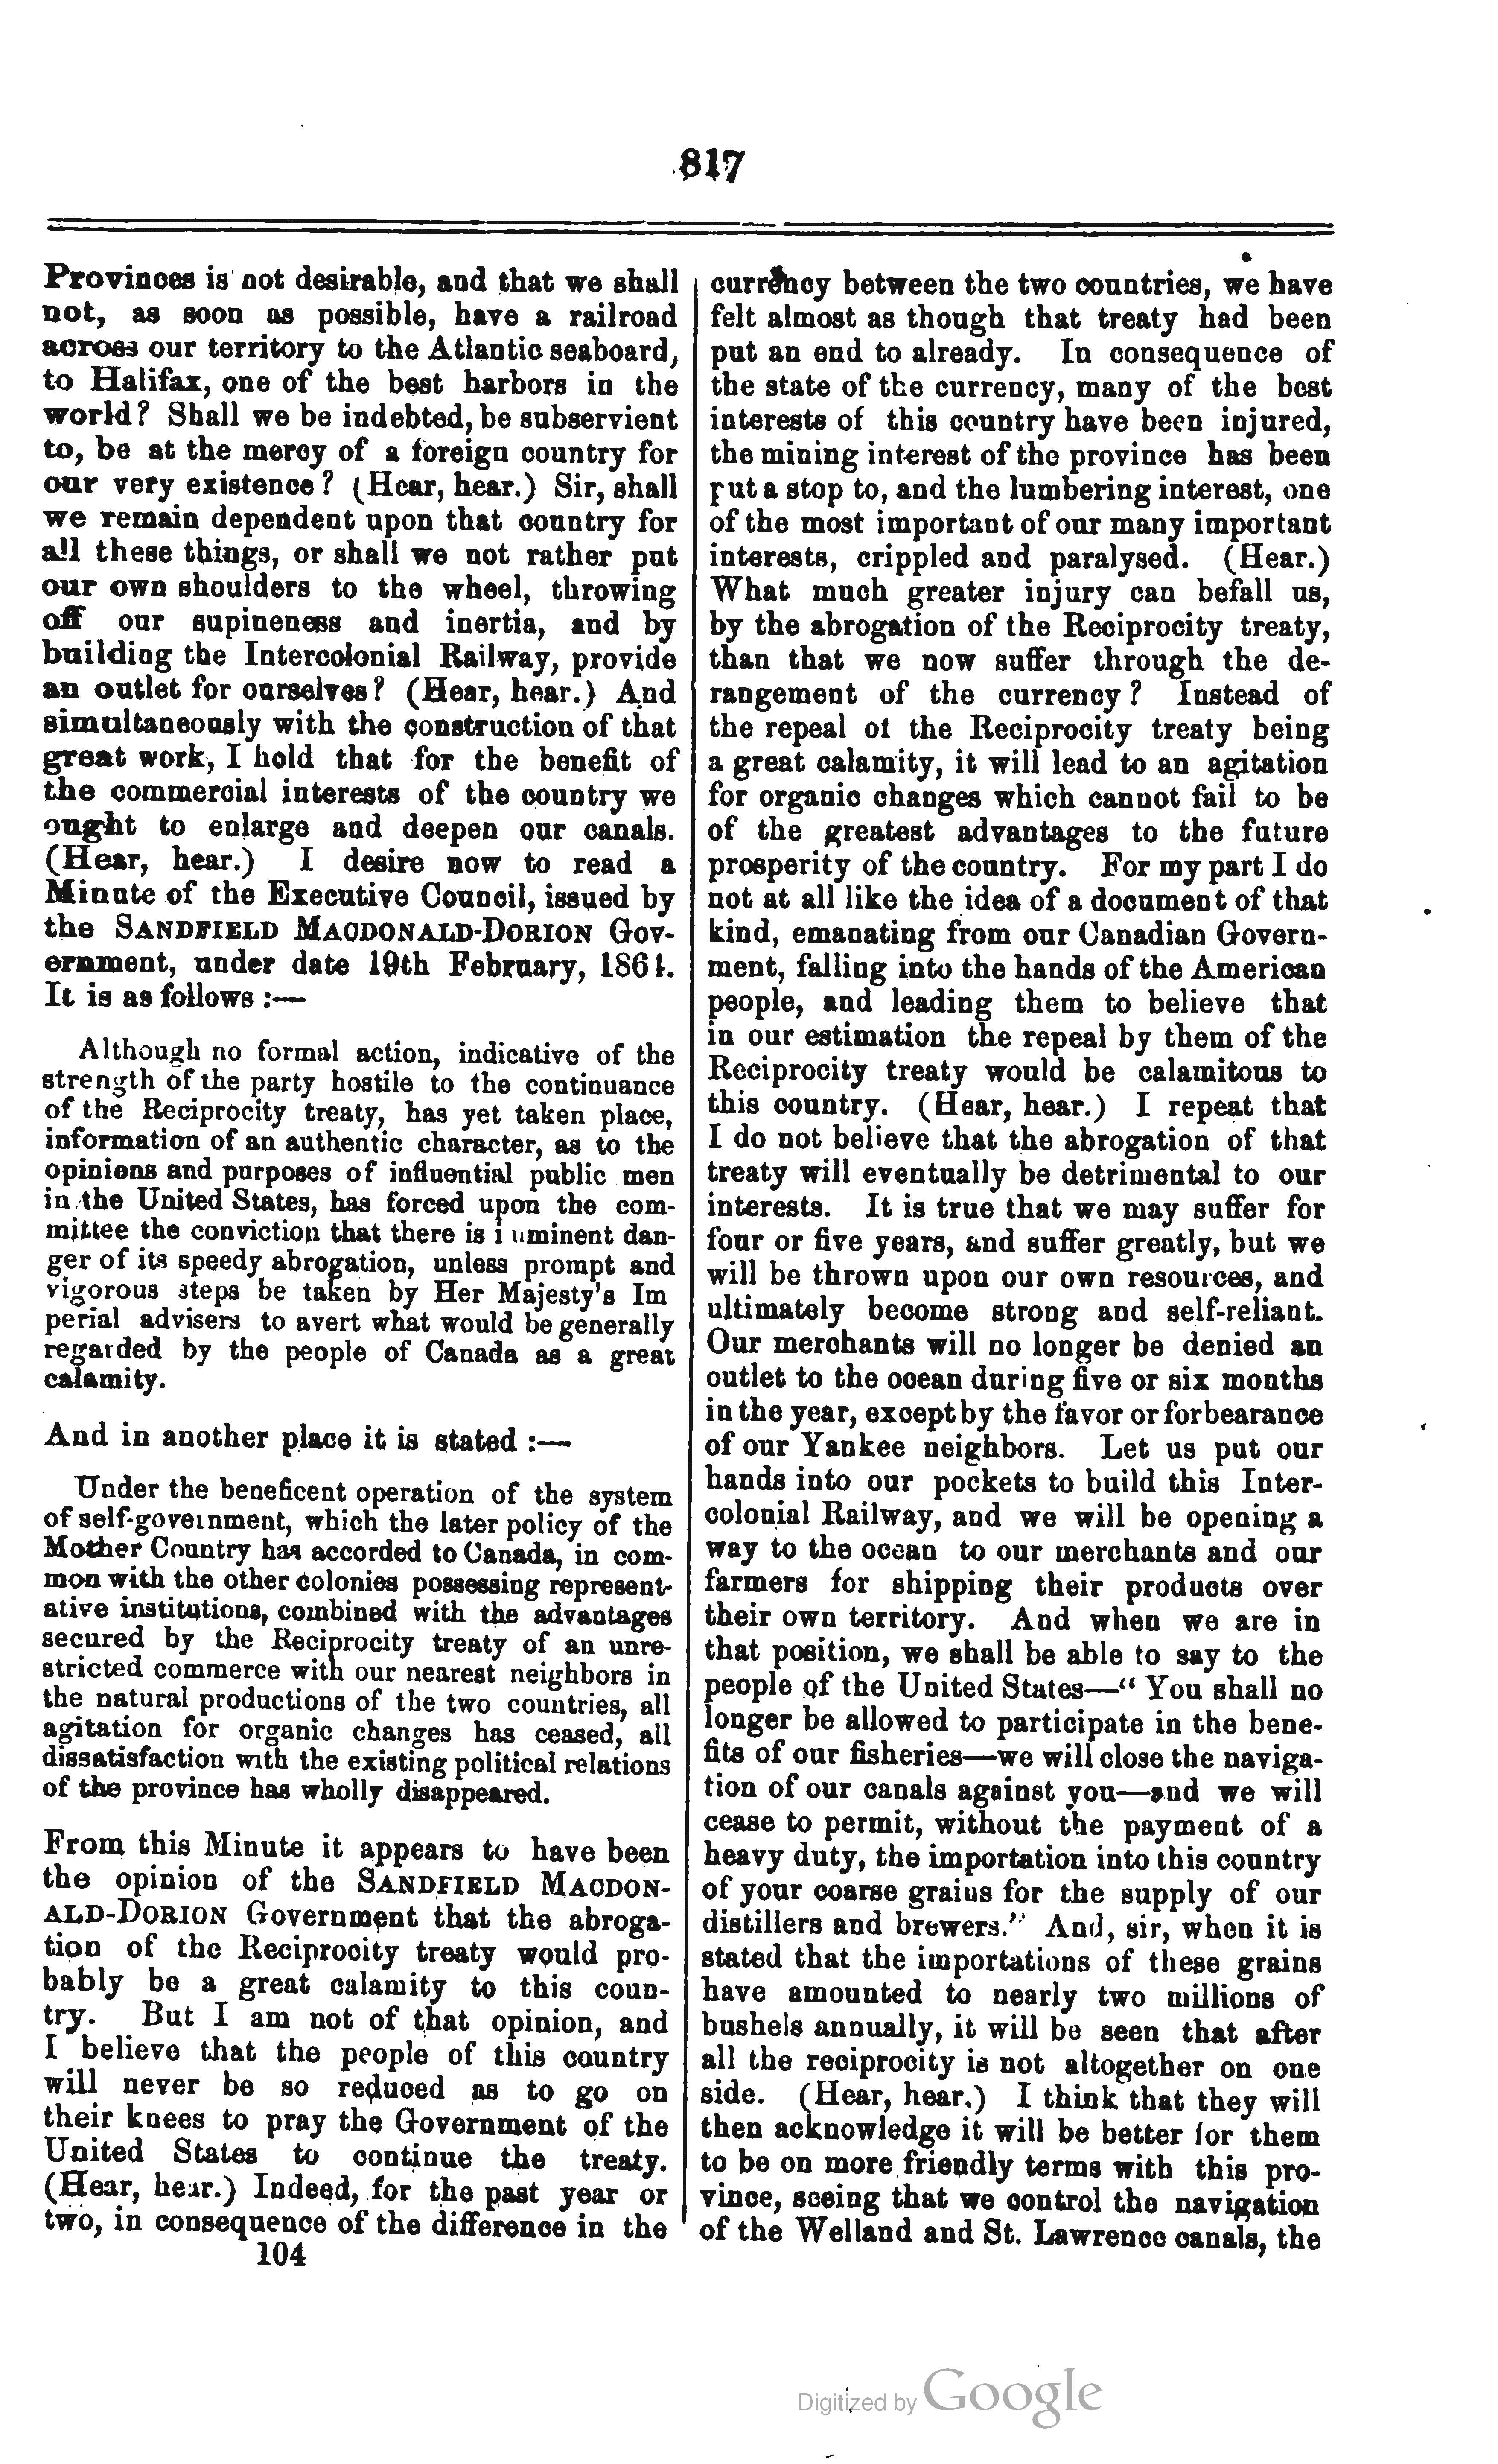 817
Provinces is not desirable, and that we shall
not, as soon as possible, have a railroad
across our territory to the Atlantic seaboard,
to Halifax, one of the best harbors in the
world? Shall we be indebted, be subservient
to, be at the mercy of a foreign country for
our very existence? (Hear, hear.) Sir, shall
we remain dependent upon that country for
all these things, or shall we not rather put
our own shoulders to the wheel, throwing
off our supineness and inertia, and by
building the Intercolonial Railway, provide
an outlet for ourselves? (Hear, hear.) And
simultaneously with the construction of that
great work, I hold that for the benefit of
the commercial interests of the country we
ought to enlarge and deepen our canals.
(Hear, hear.) I desire now to read a
Minute of the Executive Council, issued by
the SANDFIELD MACDONALD-DORION Gov-
ernment, under date 19th February, 1864.
It is as follows :—
Although no formal action, indicative of the
strength of the party hostile to the continuance
of the Reciprocity treaty, has yet taken place,
information of an authentic character, as to the
opinions and purposes of influential public men
in the United States, has forced upon the com-
mittee the conviction that there is imminent dan-
ger of its speedy abrogation, unless prompt and
vigorous steps be taken by Her Majesty's Im
perial advisers to avert what would be generally
regarded by the people of Canada as a great
calamity.
And in another place it is stated :—
Under the beneficent operation of the system
of self-government, which the later policy of the
Mother Country has accorded to Canada, in com-
mon with the other colonies possessing represent-
ative institutions, combined with the advantages
secured by the Reciprocity treaty of an unre-
stricted commerce with our nearest neighbors in
the natural productions of the two countries, all
agitation for organic changes has ceased, all
dissatisfaction with the existing political relations
of the province has wholly disappeared.
From this Minute it appears to have been
the opinion of the SANDFIELD MACDON-
ALD-DORION Government that the abroga-
tion of the Reciprocity treaty would pro-
bably be a great calamity to this coun-
try. But I am not of that opinion, and
I believe that the people of this country
will never be so reduced as to go on
their knees to pray the Government of the
United States to continue the treaty.
(Hear, hear.) Indeed, for the past year or
two, in consequence of the difference in the
104
currency between the two countries, we have
felt almost as though that treaty had been
put an end to already. In consequence of
the state of the currency, many of the best
interests of this country have been injured,
the mining interest of the province has been
put a stop to, and the lumbering interest, one
of the most important of our many important
interests, crippled and paralysed. (Hear.)
What much greater injury can befall us,
by the abrogation of the Reciprocity treaty,
than that we now suffer through the de-
rangement of the currency? Instead of
the repeal of the Reciprocity treaty being
a great calamity, it will lead to an agitation
for organic changes which cannot fail to be
of the greatest advantages to the future
prosperity of the country. For my part I do
not at all like the idea of a document of that
kind, emanating from our Canadian Govern-
ment, falling into the hands of the American
people, and leading them to believe that
in our estimation the repeal by them of the
Reciprocity treaty would be calamitous to
this country. (Hear, hear.) I repeat that
I do not believe that the abrogation of that
treaty will eventually be detrimental to our
interests. It is true that we may suffer for
four or five years, and suffer greatly, but we
will be thrown upon our own resources, and
ultimately become strong and self-reliant.
Our merchants will no longer be denied an
outlet to the ocean during five or six months
in the year, except by the favor or forbearance
of our Yankee neighbors. Let us put our
hands into our pockets to build this Inter-
colonial Railway, and we will be opening a
way to the ocean to our merchants and our
farmers for shipping their products over
their own territory. And when we are in
that position, we shall be able to say to the
people of the United States—" You shall no
longer be allowed to participate in the bene-
fits of our fisheries—we will close the naviga-
tion of our canals against you—and we will
cease to permit, without the payment of a
heavy duty, the importation into this country
of your coarse grains for the supply of our
distillers and brewers." And, sir, when it is
stated that the importations of these grains
have amounted to nearly two millions of
bushels annually, it will be seen that after
all the reciprocity is not altogether on one
side. (Hear, hear.) I think that they will
then acknowledge it will be better for them
to be on more friendly terms with this pro-
vince, seeing that we control the navigation
of the Welland and St. Lawrence canals, the
Digitized by Google